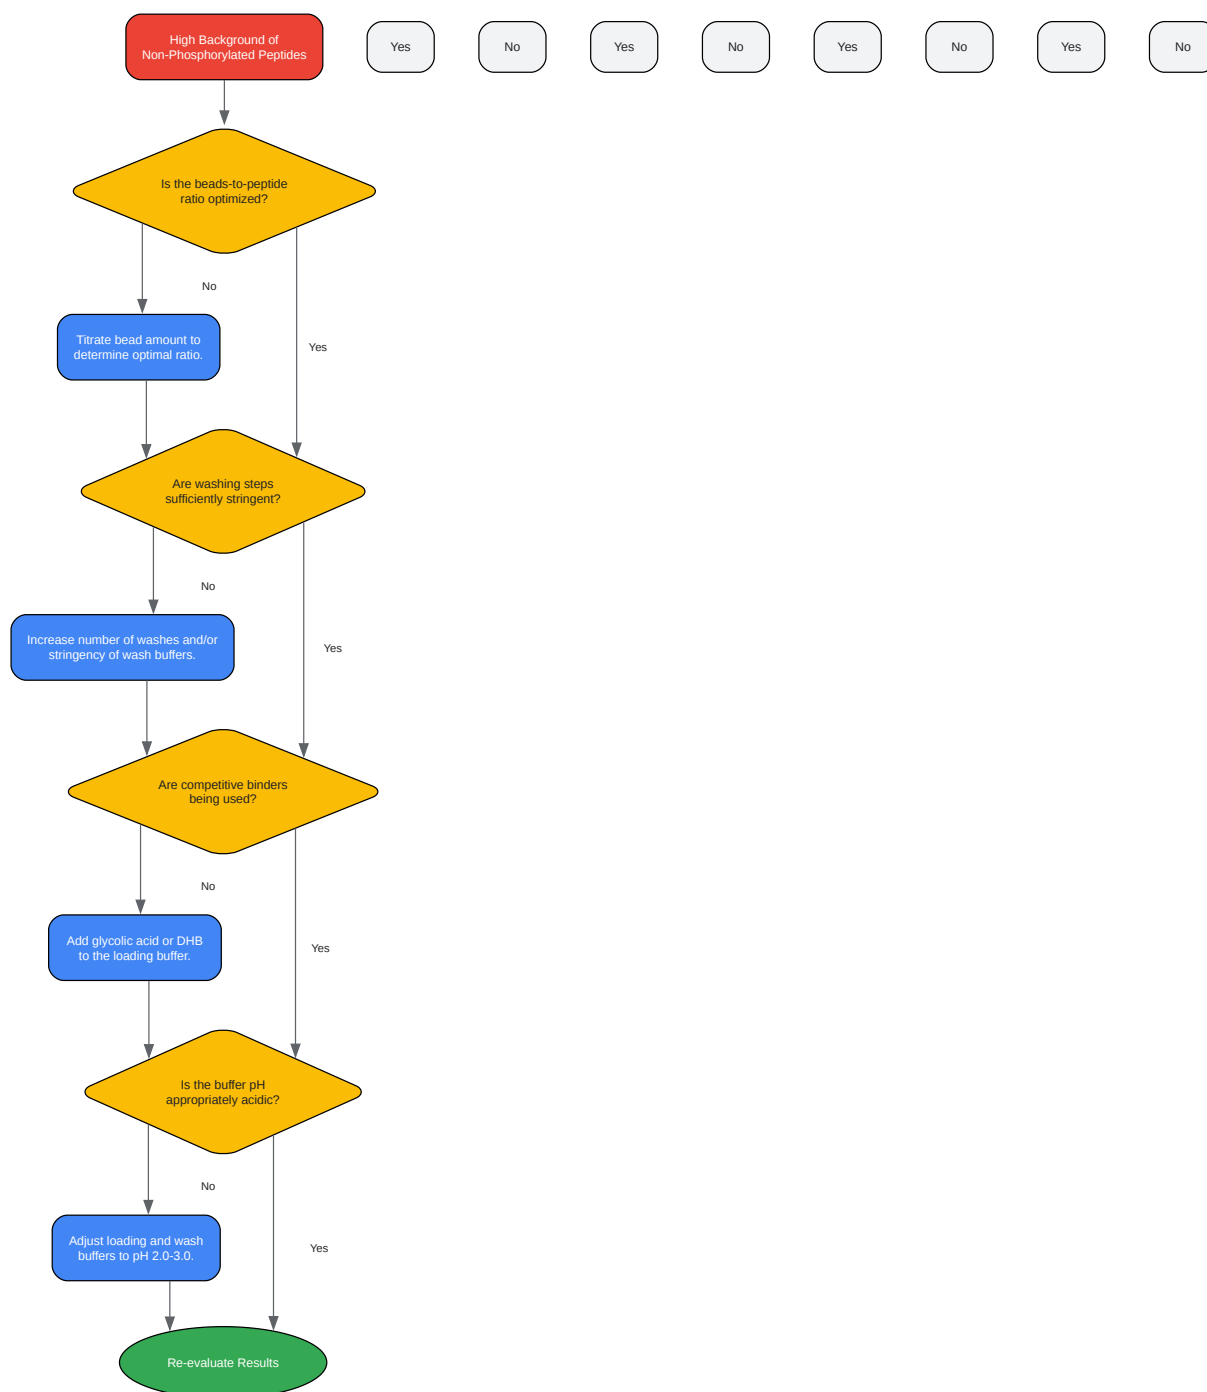 High Background of
Non-Phosphorylated Peptides
Yes
No
Yes
No
Yes
No
Yes
No
Is the beads-to-peptide
ratio optimized?
No
Titrate bead amount to
determine optimal ratio.
Yes
Are washing steps
sufficiently stringent?
No
Increase number of washes and/or
stringency of wash buffers.
Yes
Are competitive binders
being used?
No
Add glycolic acid or DHB
to the loading buffer.
Yes
Is the buffer pH
appropriately acidic?
No
Adjust loading and wash
buffers to pH 2.0-3.0.
Yes
Re-evaluate Results